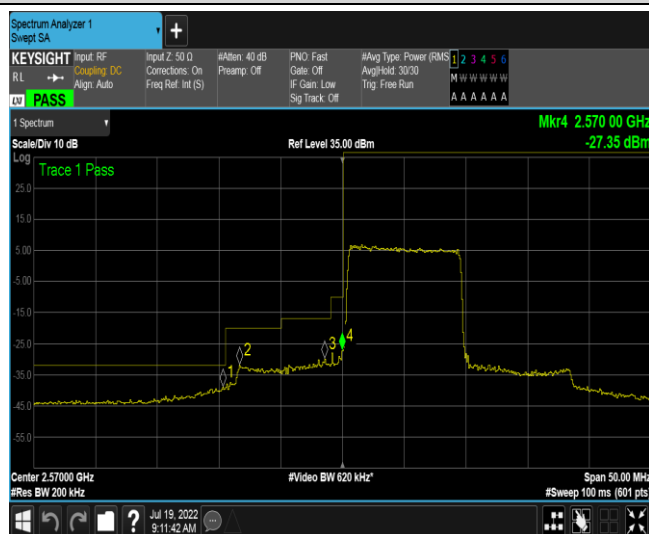 Spectrum Analyzer 1
Swept SA
+
KEYSIGHT Input: RF Input Z: 50 Ω #Atten: 40 dB PNO: Fast #Avg Type: Power (RMS 1 2 3 4 5 6
RL Coupling: DC Corrections: On Preamp: Off Gate: Off Avg|Hold: 30/30 M W W W W W
Align: Auto Freq Ref: Int (S) IF Gain: Low Trig: Free Run
LXI PASS Sig Track: Off A A A A A A
1 Spectrum Mkr4 2.570 00 GHz
Scale/Div 10 dB Ref Level 35.00 dBm -27.35 dBm
Log
Trace 1 Pass
25.0
15.0
5.00
-5.00
-15.0
-25.0
-35.0
-45.0
-55.0
1
2
3
4
Center 2.57000 GHz #Video BW 620 kHz* Span 50.00 MHz
#Res BW 200 kHz #Sweep 100 ms (601 pts)
? Jul 19, 2022
9:11:42 AM